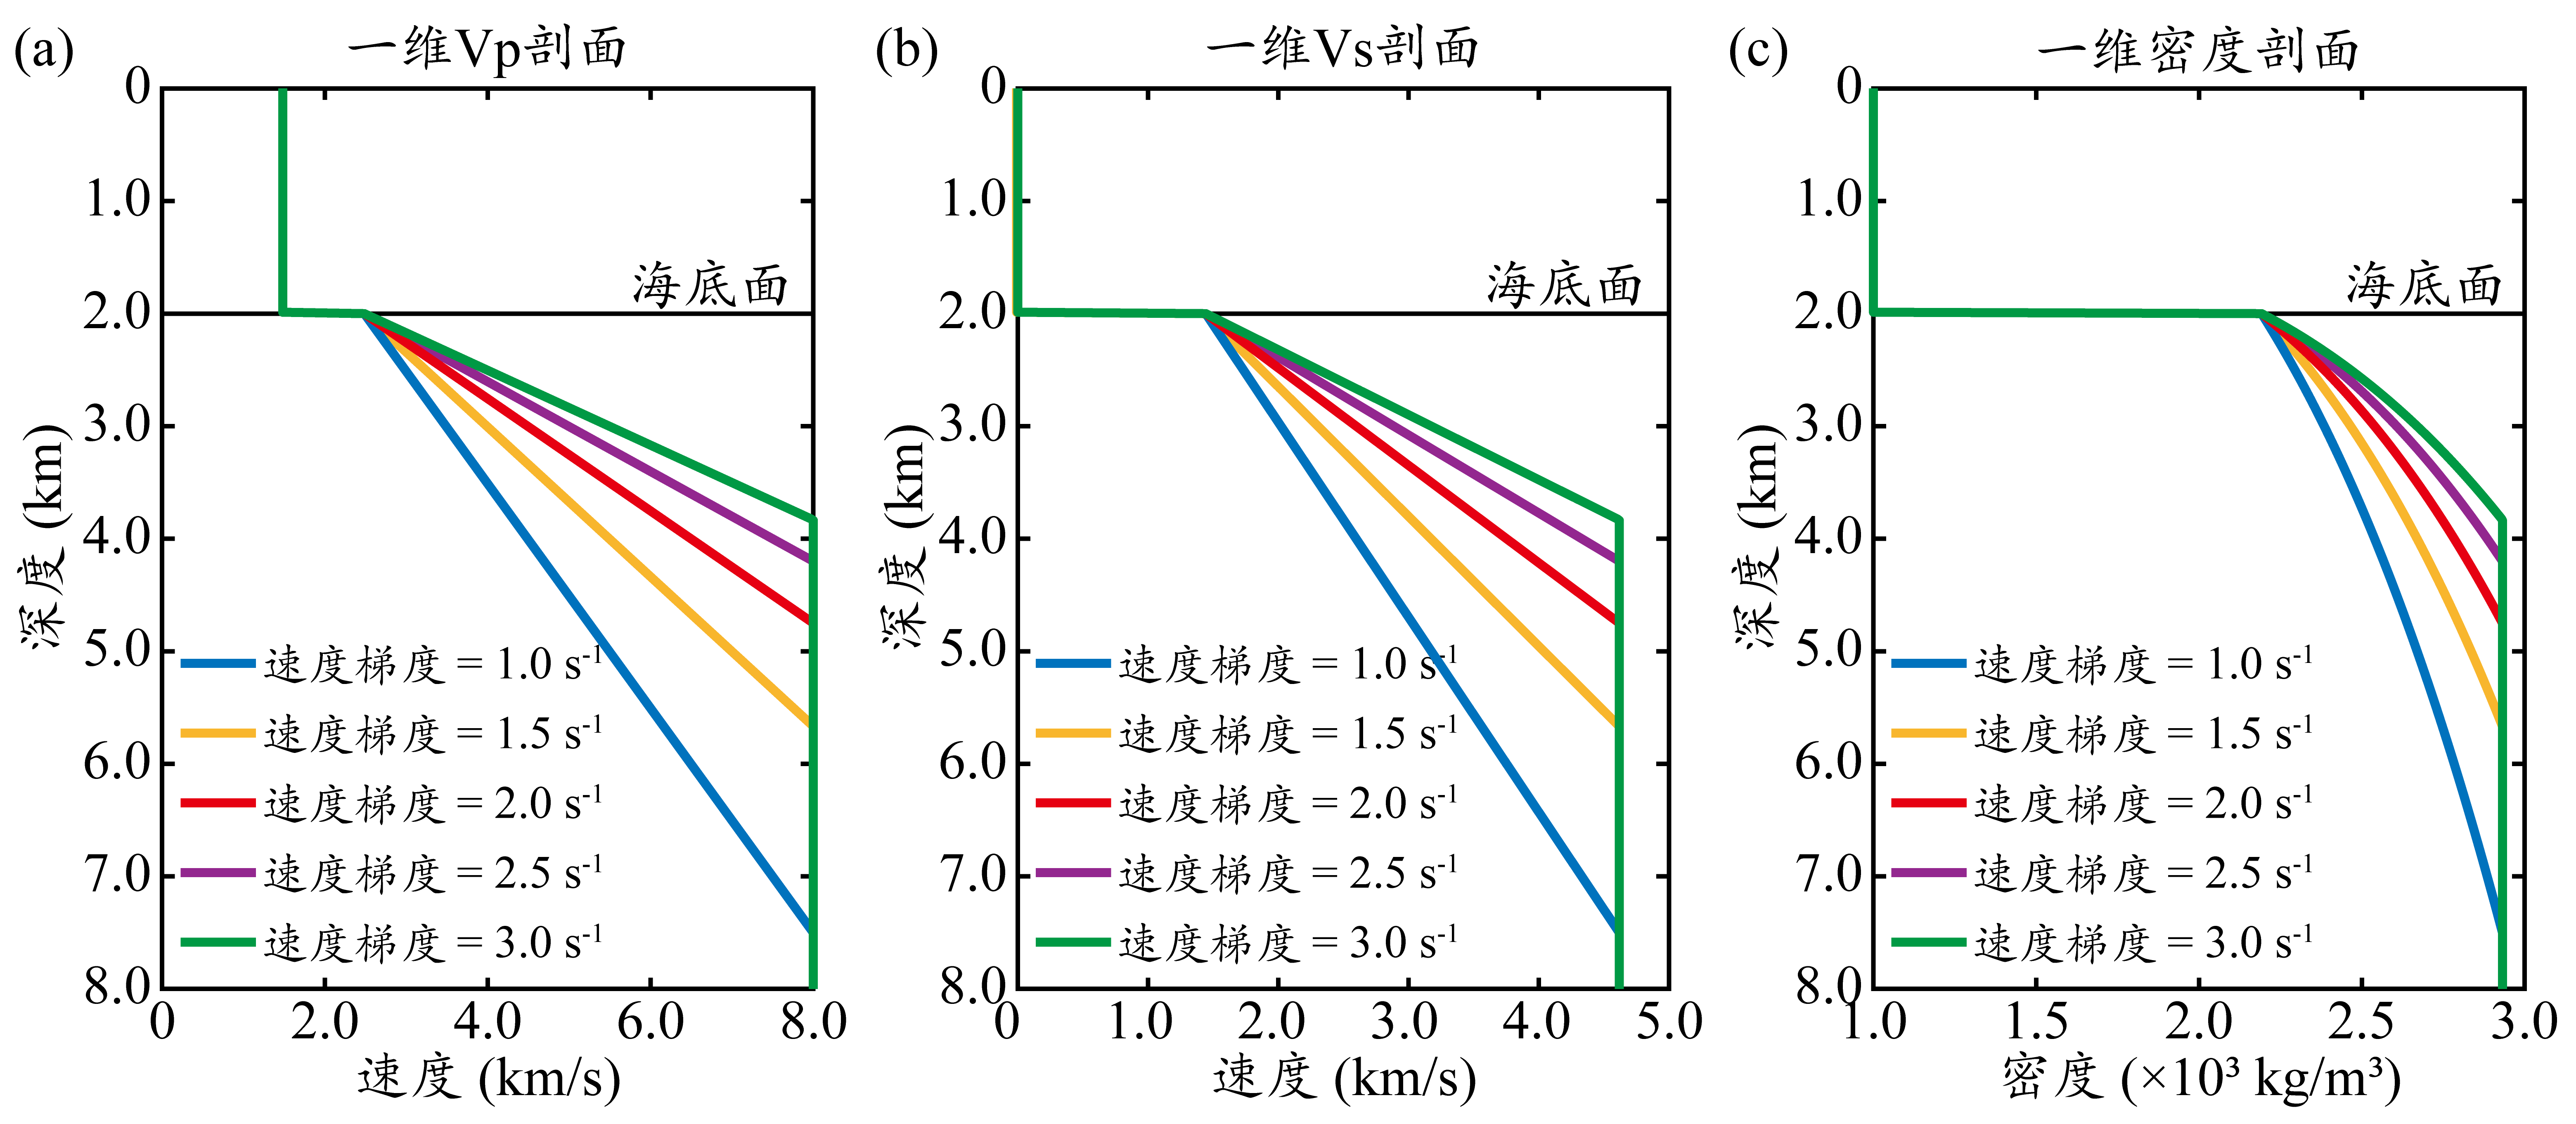 (a)
一维Vp剖面
0
1.0
2.0
3.0
4.0
5.0
6.0
7.0
8.0
深度 (km)
海底面
速度梯度 = 1.0 s⁻¹
速度梯度 = 1.5 s⁻¹
速度梯度 = 2.0 s⁻¹
速度梯度 = 2.5 s⁻¹
速度梯度 = 3.0 s⁻¹
0 2.0 4.0 6.0 8.0
速度 (km/s)
(b)
一维Vs剖面
0
1.0
2.0
3.0
4.0
5.0
6.0
7.0
8.0
深度 (km)
海底面
速度梯度 = 1.0 s⁻¹
速度梯度 = 1.5 s⁻¹
速度梯度 = 2.0 s⁻¹
速度梯度 = 2.5 s⁻¹
速度梯度 = 3.0 s⁻¹
0 1.0 2.0 3.0 4.0 5.0
速度 (km/s)
(c)
一维密度剖面
0
1.0
2.0
3.0
4.0
5.0
6.0
7.0
8.0
深度 (km)
海底面
速度梯度 = 1.0 s⁻¹
速度梯度 = 1.5 s⁻¹
速度梯度 = 2.0 s⁻¹
速度梯度 = 2.5 s⁻¹
速度梯度 = 3.0 s⁻¹
1.0 1.5 2.0 2.5 3.0
密度 (×10³ kg/m³)